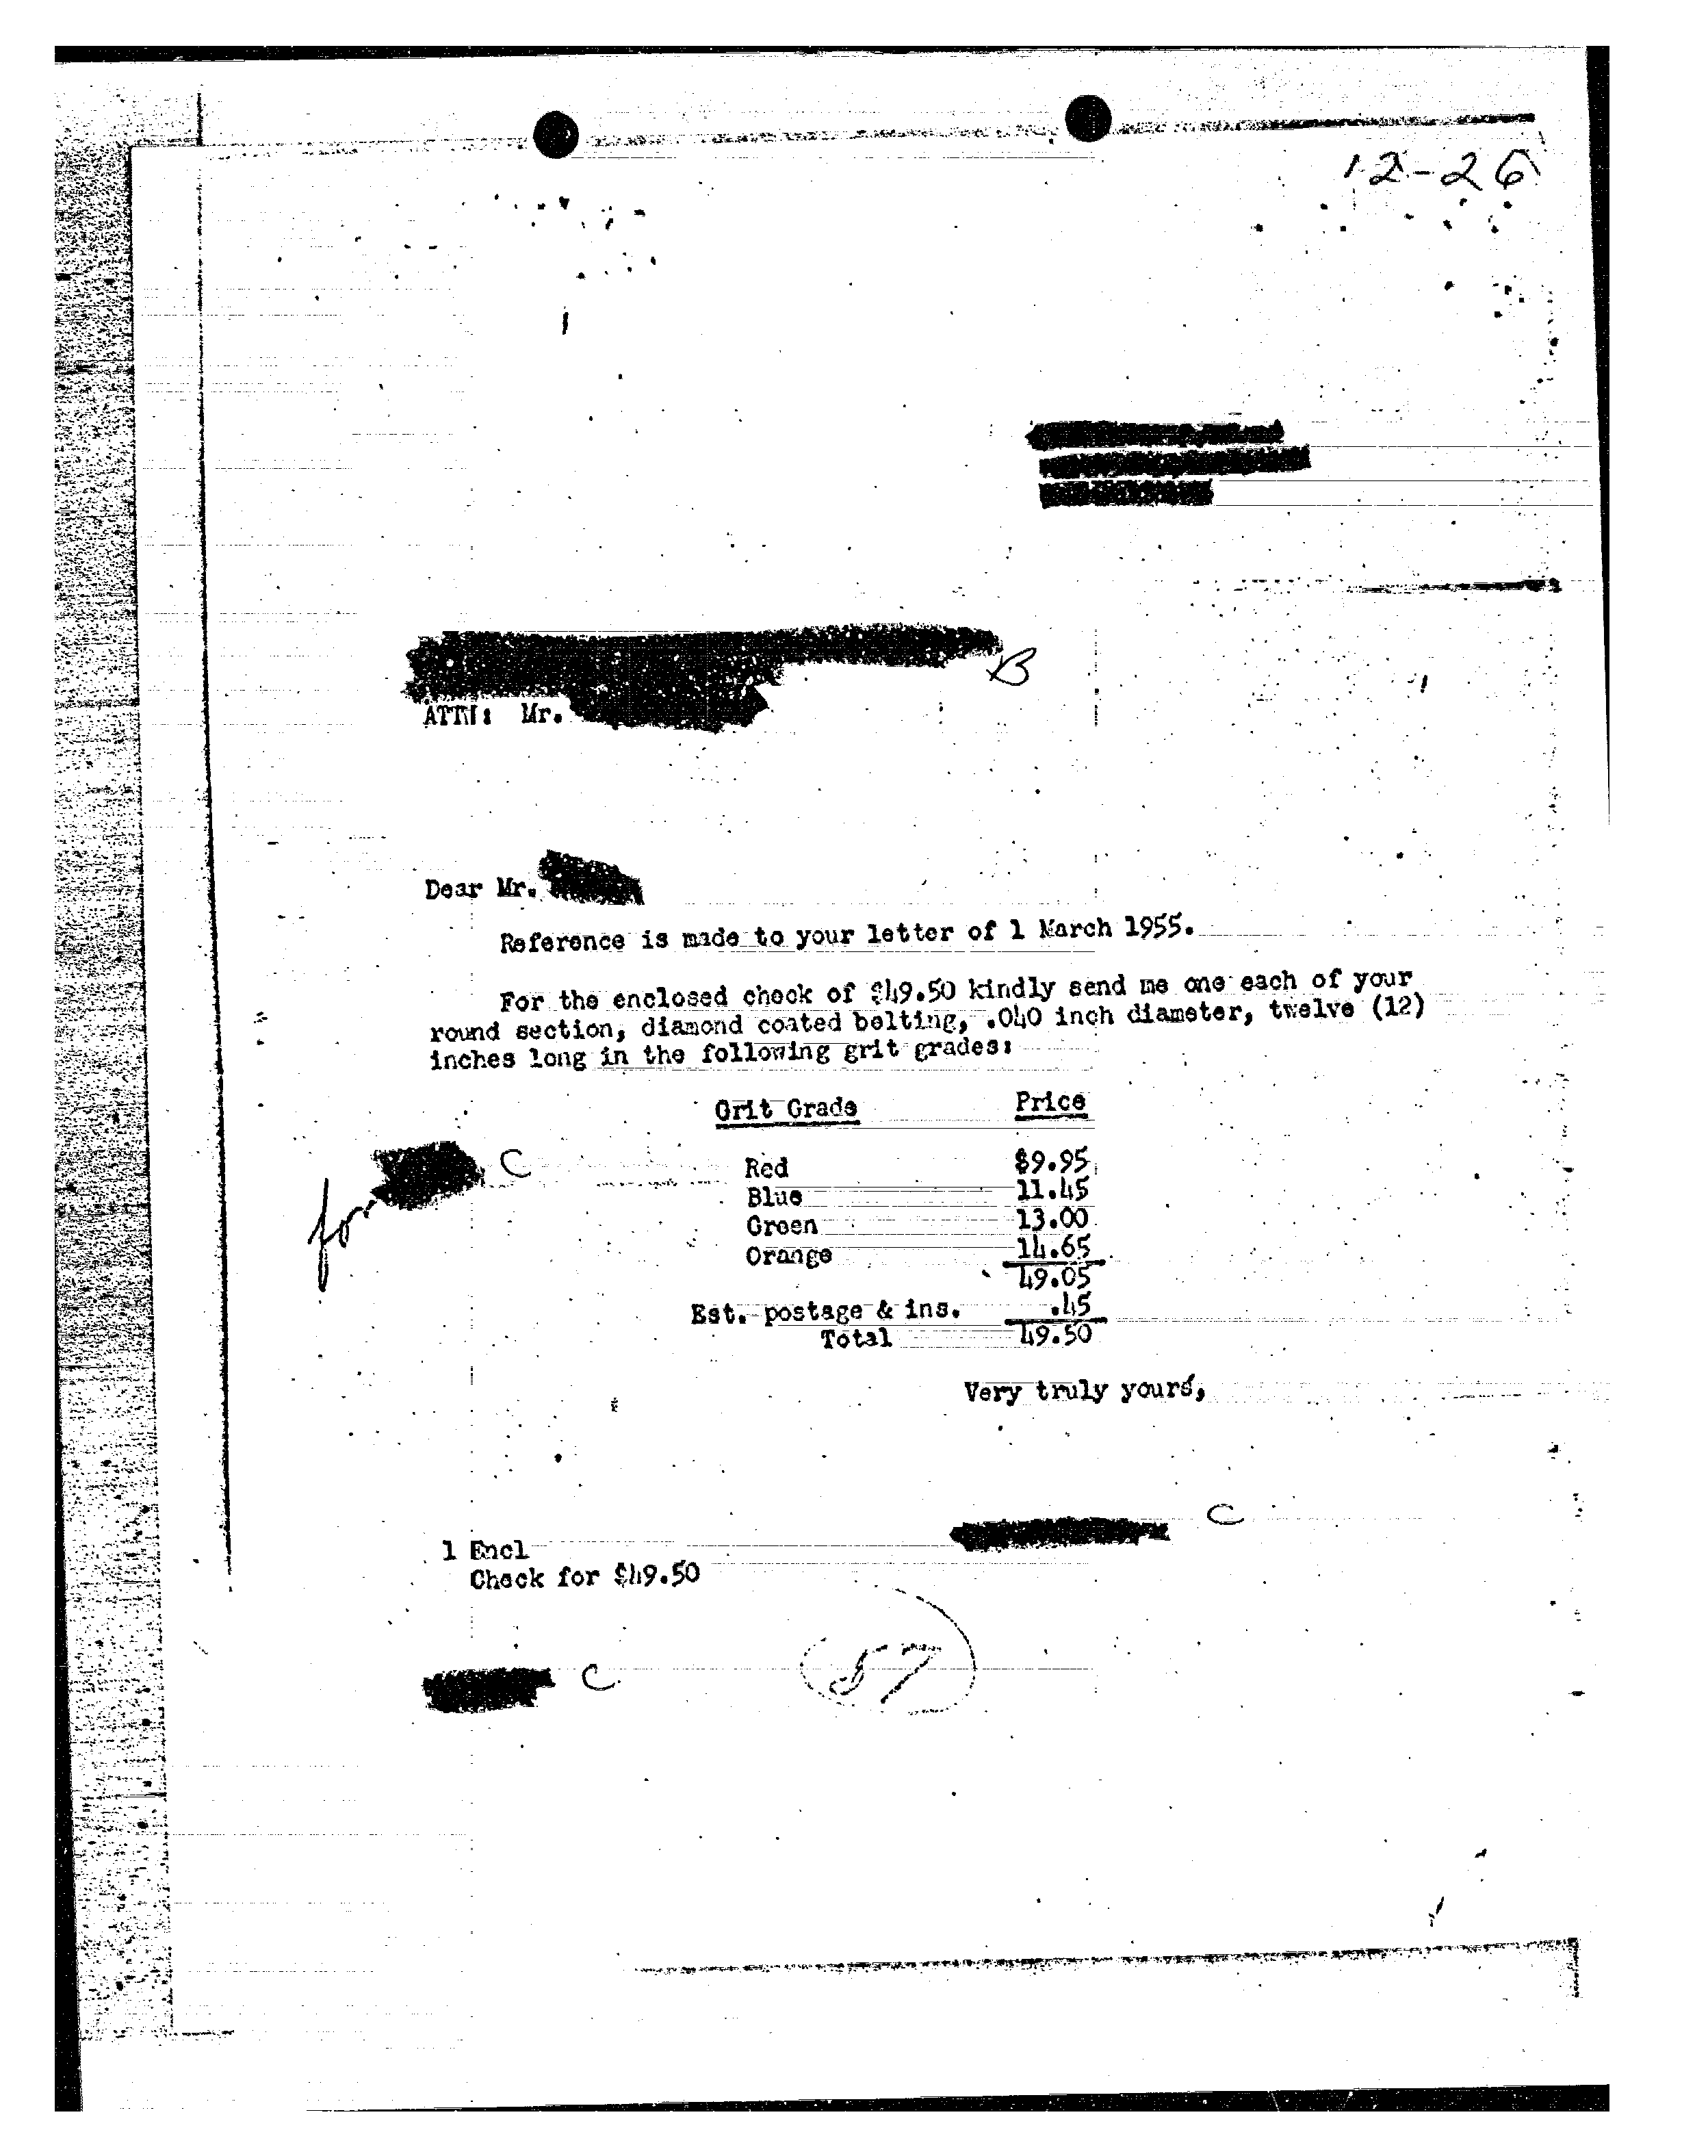 12-26
B
ATTN: Mr.
Dear Mr.
Reference is made to your letter of 1 March 1955.
For the enclosed check of $49.50 kindly send me one each of your
round section, diamond coated belting, .040 inch diameter, twelve (12)
inches long in the following grit grades:
Grit Grade Price
for C
Red $9.95
Blue 11.45
Green 13.00
Orange 14.65
49.05
Est. postage & ins. .45
Total 49.50
Very truly yours,
C
1 Encl
Check for $49.50
C
57